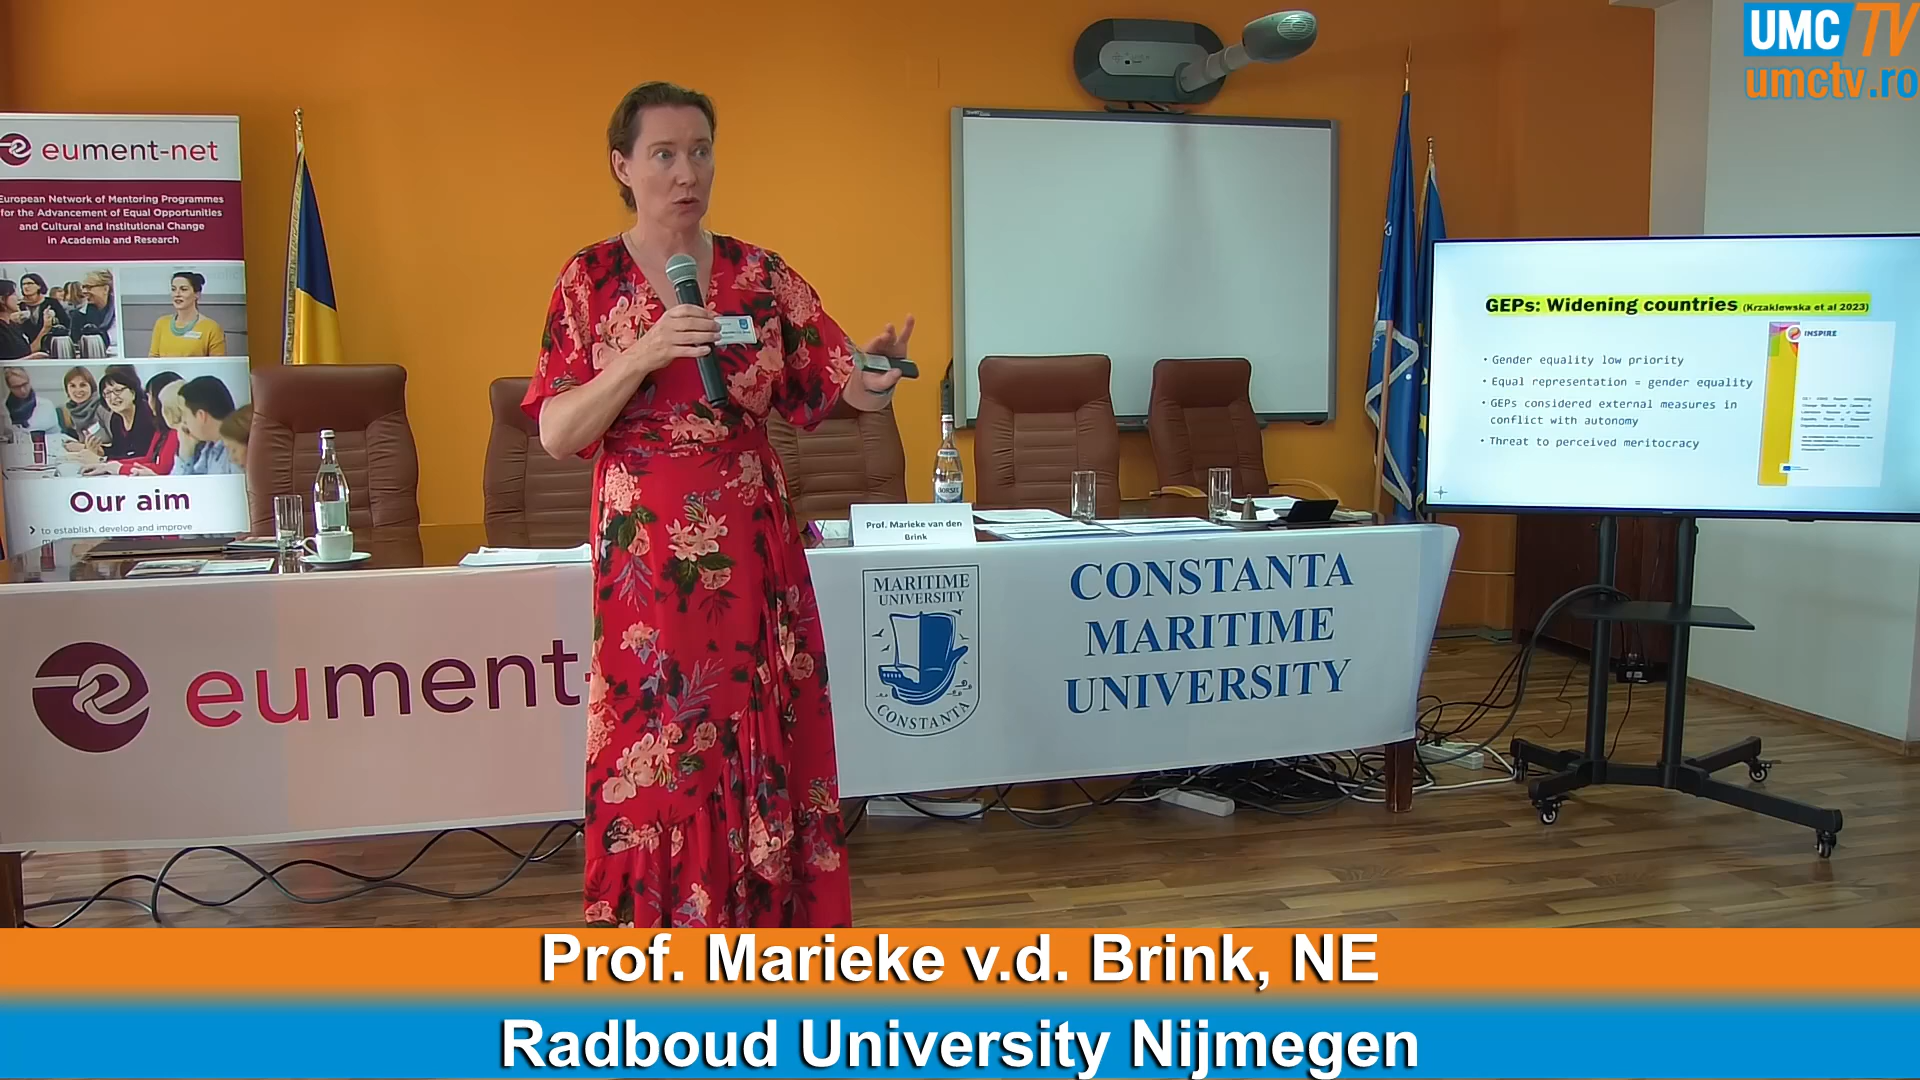 UMC TV
umctv.ro
eument-net
European Network of Mentoring Programmes
for the Advancement of Equal Opportunities
and Cultural and Institutional Change
in Academia and Research
Our aim
to establish, develop and improve
GEPs: Widening countries (Krzaklewska et al 2023)
INSPIRE
• Gender equality low priority
• Equal representation = gender equality
• GEPs considered external measures in
conflict with autonomy
• Threat to perceived meritocracy
Prof. Marieke van den
Brink
eument-
MARITIME
UNIVERSITY
CONSTANTA
CONSTANTA
MARITIME
UNIVERSITY
Prof. Marieke v.d. Brink, NE
Radboud University Nijmegen